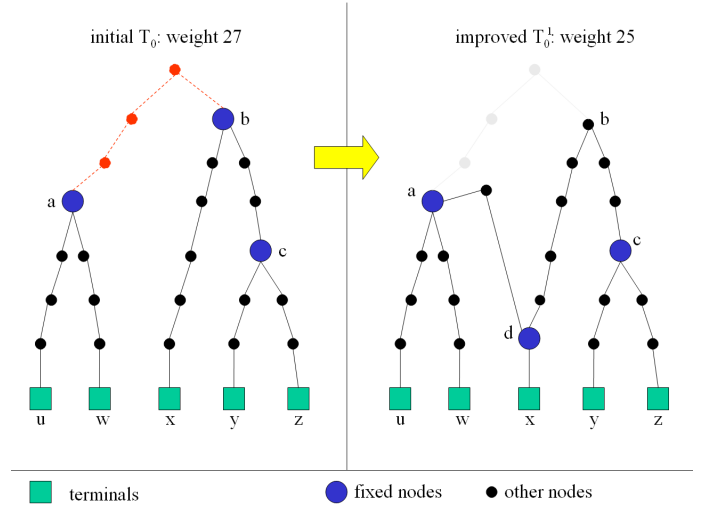 initial T₀: weight 27
improved T₀¹: weight 25
b
a
c
u w x y z
b
a
c
d
u w x y z
terminals
fixed nodes
other nodes